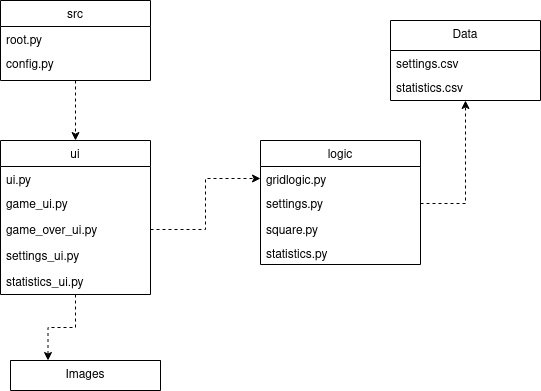 src
root.py
config.py
Data
settings.csv
statistics.csv
ui
ui.py
game_ui.py
game_over_ui.py
settings_ui.py
statistics_ui.py
logic
gridlogic.py
settings.py
square.py
statistics.py
Images